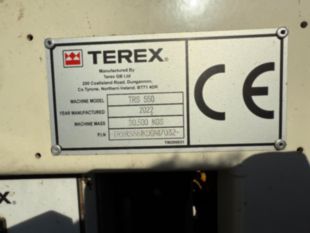 TEREX
Manufactured By
Terex GB Ltd
200 Coalisland Road, Dungannon,
Co Tyrone, Northern Ireland, BT71 4DR
CE
MACHINE MODEL TRS 550
YEAR MANUFACTURED 2022
MACHINE MASS 30,500 KGS
P.I.N
TEREX